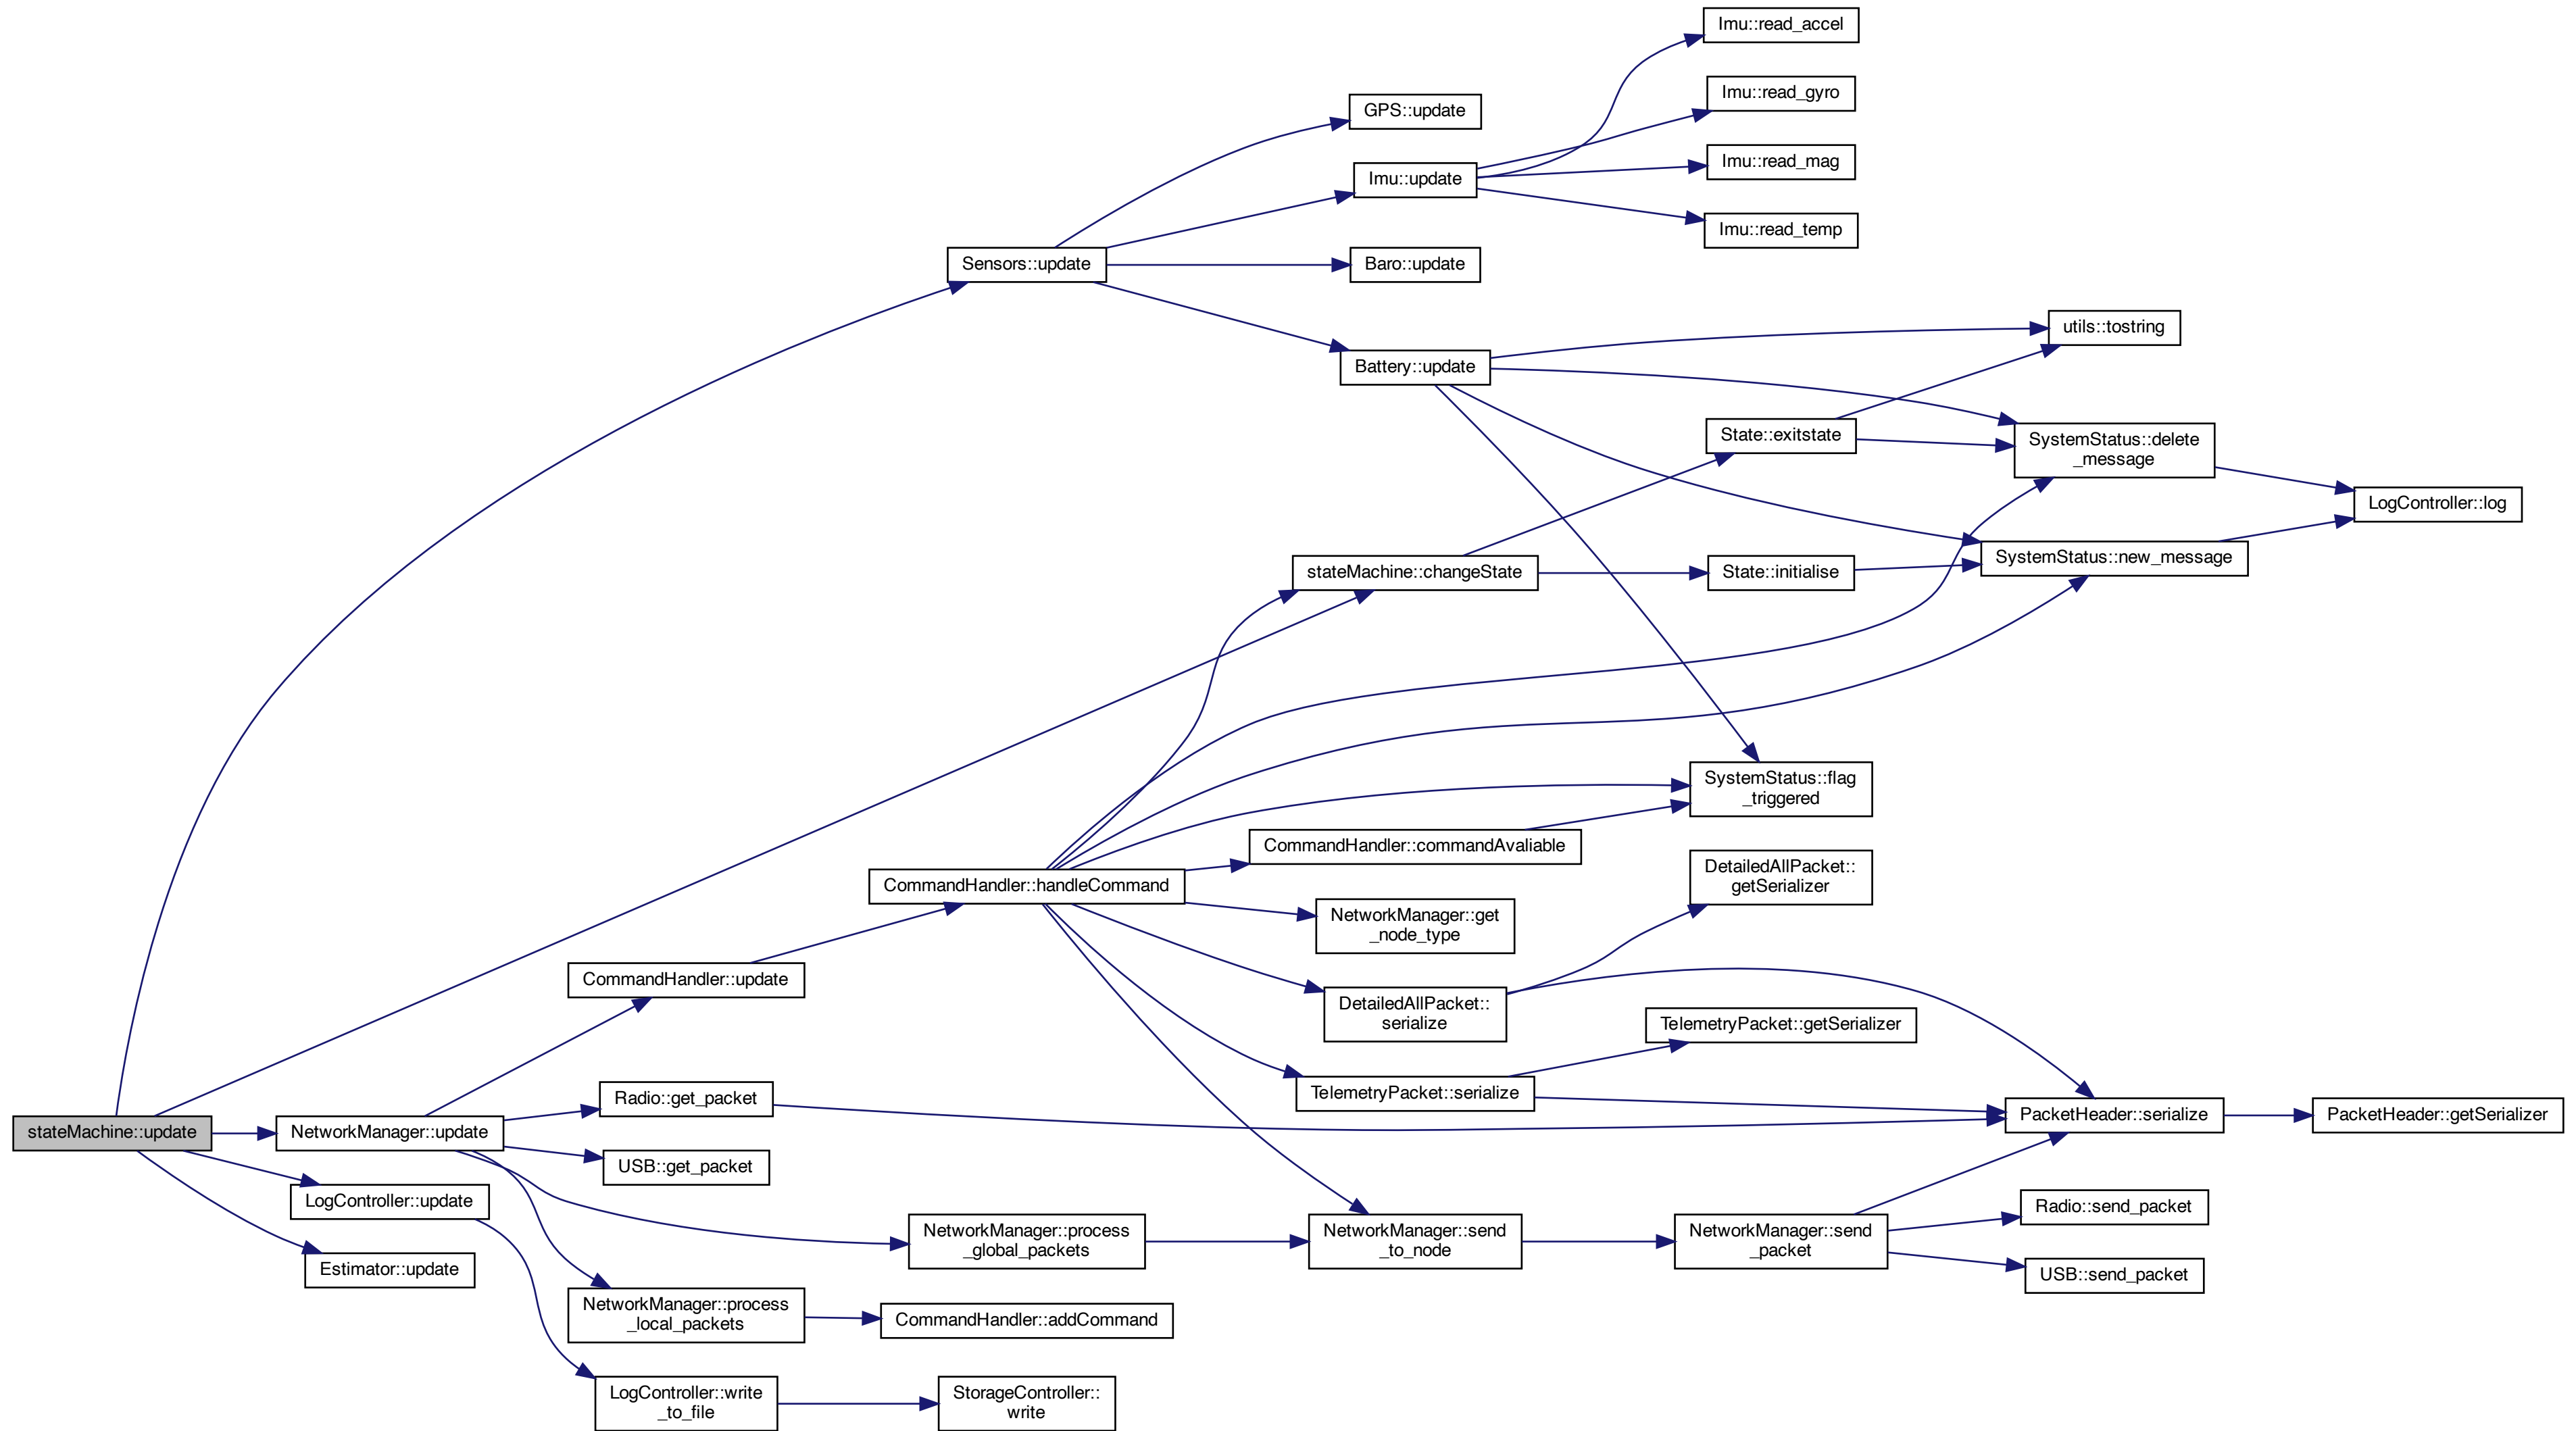 Imu::read_accel
Imu::read_gyro
GPS::update
Imu::read_mag
Imu::update
Imu::read_temp
Sensors::update
Baro::update
utils::tostring
Battery::update
State::exitstate
SystemStatus::delete
_message
LogController::log
SystemStatus::new_message
stateMachine::changeState
State::initialise
SystemStatus::flag
_triggered
CommandHandler::commandAvaliable
DetailedAllPacket::
getSerializer
CommandHandler::handleCommand
NetworkManager::get
_node_type
CommandHandler::update
DetailedAllPacket::
serialize
TelemetryPacket::getSerializer
Radio::get_packet
TelemetryPacket::serialize
PacketHeader::serialize
PacketHeader::getSerializer
stateMachine::update
NetworkManager::update
USB::get_packet
LogController::update
Radio::send_packet
NetworkManager::process
_global_packets
NetworkManager::send
_to_node
NetworkManager::send
_packet
Estimator::update
USB::send_packet
NetworkManager::process
_local_packets
CommandHandler::addCommand
LogController::write
_to_file
StorageController::
write